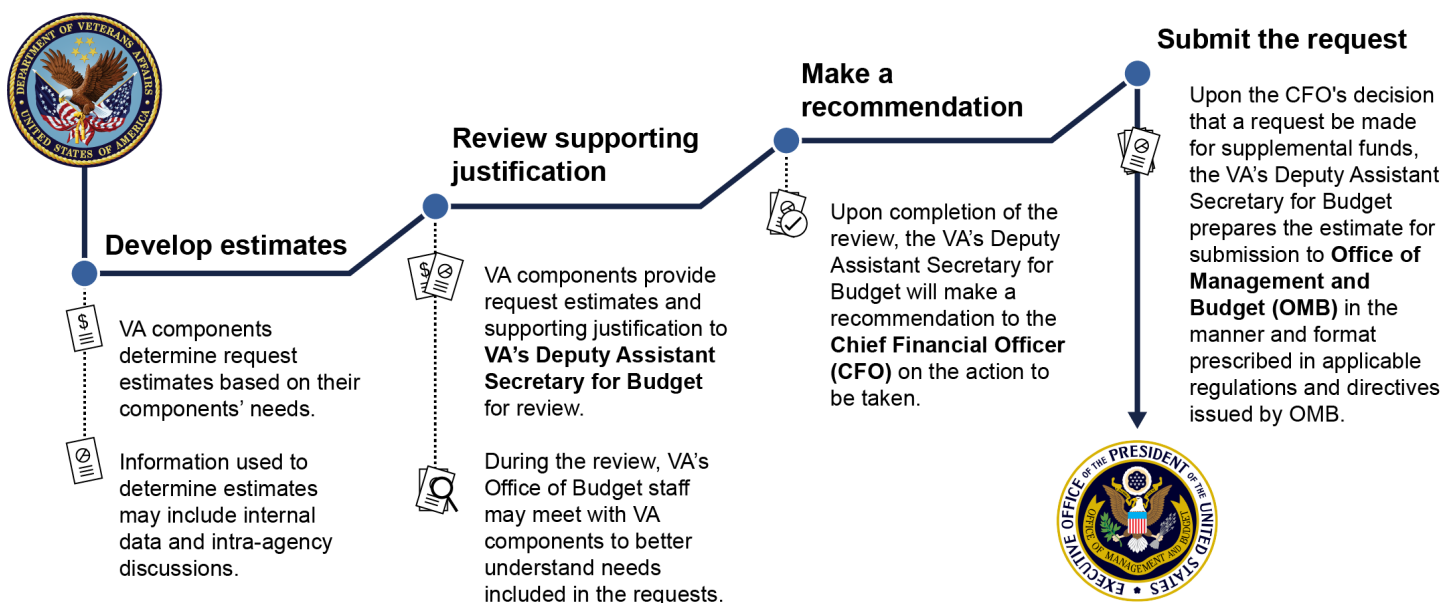 DEPARTMENT OF VETERANS AFFAIRS
UNITED STATES OF AMERICA
Develop estimates
VA components
determine request
estimates based on their
components’ needs.
Information used to
determine estimates
may include internal
data and intra-agency
discussions.
Review supporting
justification
VA components provide
request estimates and
supporting justification to
VA’s Deputy Assistant
Secretary for Budget
for review.
During the review, VA’s
Office of Budget staff
may meet with VA
components to better
understand needs
included in the requests.
Make a
recommendation
Upon completion of the
review, the VA’s Deputy
Assistant Secretary for
Budget will make a
recommendation to the
Chief Financial Officer
(CFO) on the action to
be taken.
Submit the request
Upon the CFO's decision
that a request be made
for supplemental funds,
the VA’s Deputy Assistant
Secretary for Budget
prepares the estimate for
submission to Office of
Management and
Budget (OMB) in the
manner and format
prescribed in applicable
regulations and directives
issued by OMB.
EXECUTIVE OFFICE OF THE PRESIDENT OF THE UNITED STATES
OFFICE OF MANAGEMENT AND BUDGET
$
$